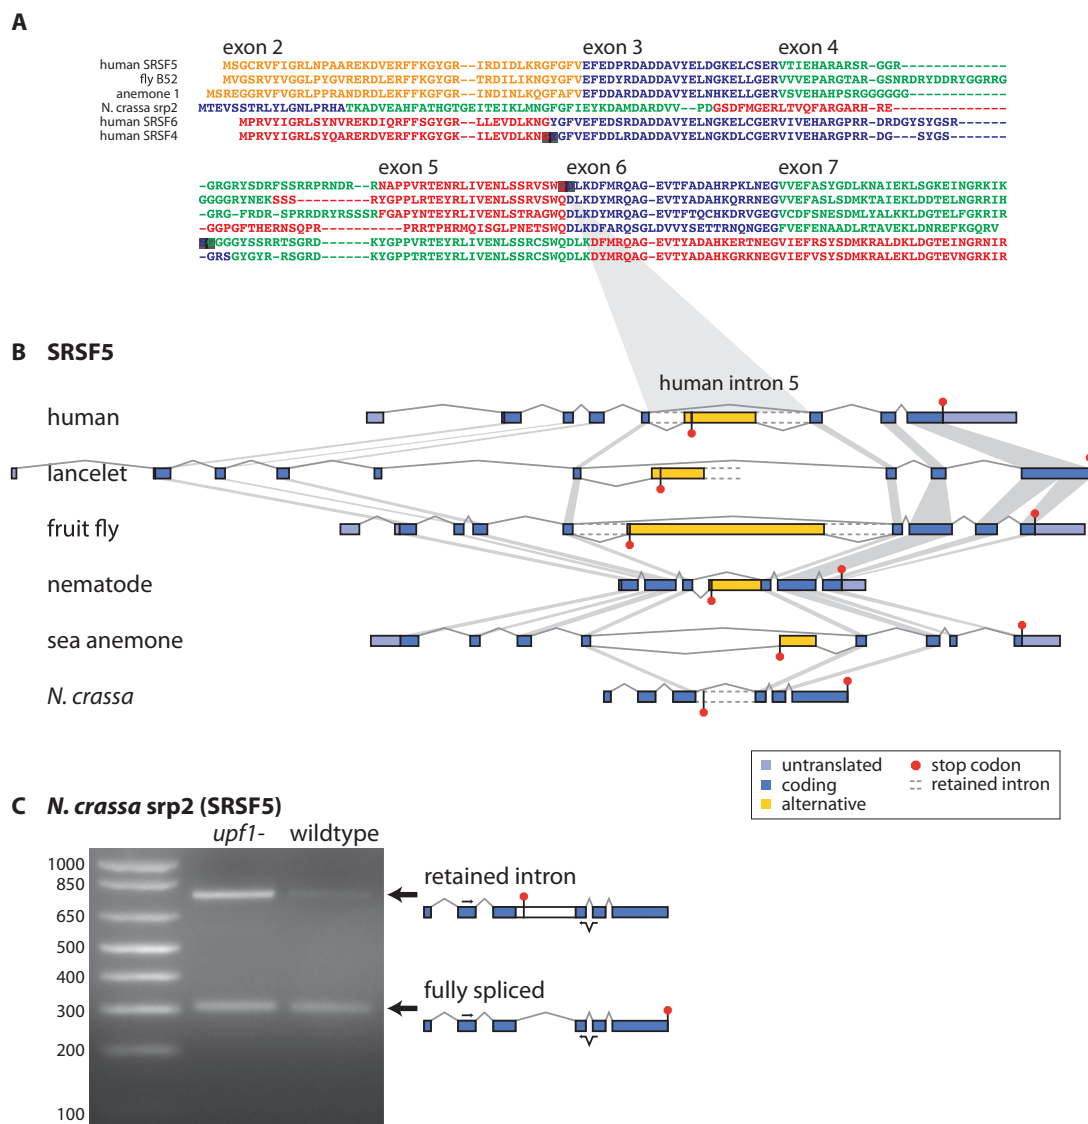 A
exon 2 exon 3 exon 4
human SRSF5 MSGCRVFIGRLNPAAREKDVERFFKGYGR--IRDIDLKRGFGFVEFEDPRDADDAVYELDGKELCSERVTIEHARARSR-GGR-------------
fly B52 MVGSRVYVGGLPYGVRERDLERFFKGYGR--TRDILIKNGYGFVEFEDYRDADDAVYELNGKELLGERVVVEPARGTAR-GSNRDRYDDRYGGRRG
anemone 1 MSREGGRVFVGRLPPRANDRDLEKFFKGFGR--INDINLKQGFAFVEFDDYRDADDAVYELNHKELLGERVSVEHAHPSRGGGGGG------------
N. crassa srp2 MTEVSSTRLYLGNLPRHATKADVEAHFATHGTGEITEIKLMNGFGFIEYKDAMDARDVV--PDGSDFMGERLTVQFARGARH-RE--------------
human SRSF6 MPRVYIGRLSYNVREKDIQRFFSGYGR--LLEVDLKNGYGFVEFEDSRDADDAVYELNGKELCGERVIVEHARGPRR-DRDGYSYGSR------
human SRSF4 MPRVYIGRLSYQARERDVERFFKGYGK-ILEVDLKNGYGFVEFDDLRDADDAVYELNGKDLCGERVIVEHARGPRR-DG---SYGS-------
exon 5 exon 6 exon 7
-GRGRYSDRFSSRRPRNDR--RNAPPVRTENRLIVENLSSRVSWQDLKDFMRQAG-EVTFADAHRPKLNEGVVEFASYGDLKNAIEKLSGKEINGRKIK
GGGGRYNEKSSS---------RYGPPLRTEYRLIVENLSSRVSWQDLKDYMRQAG-EVTYADAHKQRRNEGVVEFASLSDMKTAIEKLDDTELNGRRIH
-GRG-FRDR-SPRRDRYRSSSRFGAPYNTEYRLIVENLSTRAGWQDLKDYMRQAG-EVTFTQCHKDRVGEGVCDFSNESDMLYALKKLDGTELFGKRIR
-GGPGFTHERNSQPR--------PRRTPHRMQISGLPNETSWQDLKDFARQSGLDVVYSETTRNQNGEGFVEFENAADLRTAVEKLDNREFKGQRV
SGGGGYSSRRTSGRD------KYGPPVRTEYRLIVENLSSRCSWQDLKDFMRQAG-EVTYADAHKERTNEGVIEFRSYSDMKRALDKLDGTEINGRNIR
-GRSGYGYR-RSGRD------KYGPPTRTEYRLIVENLSSRCSWQDLKDYMRQAG-EVTYADAHKGRKNEGVIEFVSYSDMKRALEKLDGTEVNGRKIR
B SRSF5
human intron 5
human
lancelet
fruit fly
nematode
sea anemone
N. crassa
untranslated
coding
alternative
stop codon
retained intron
C N. crassa srp2 (SRSF5)
upf1- wildtype
1000
850
650
500
400
300
200
100
retained intron
fully spliced